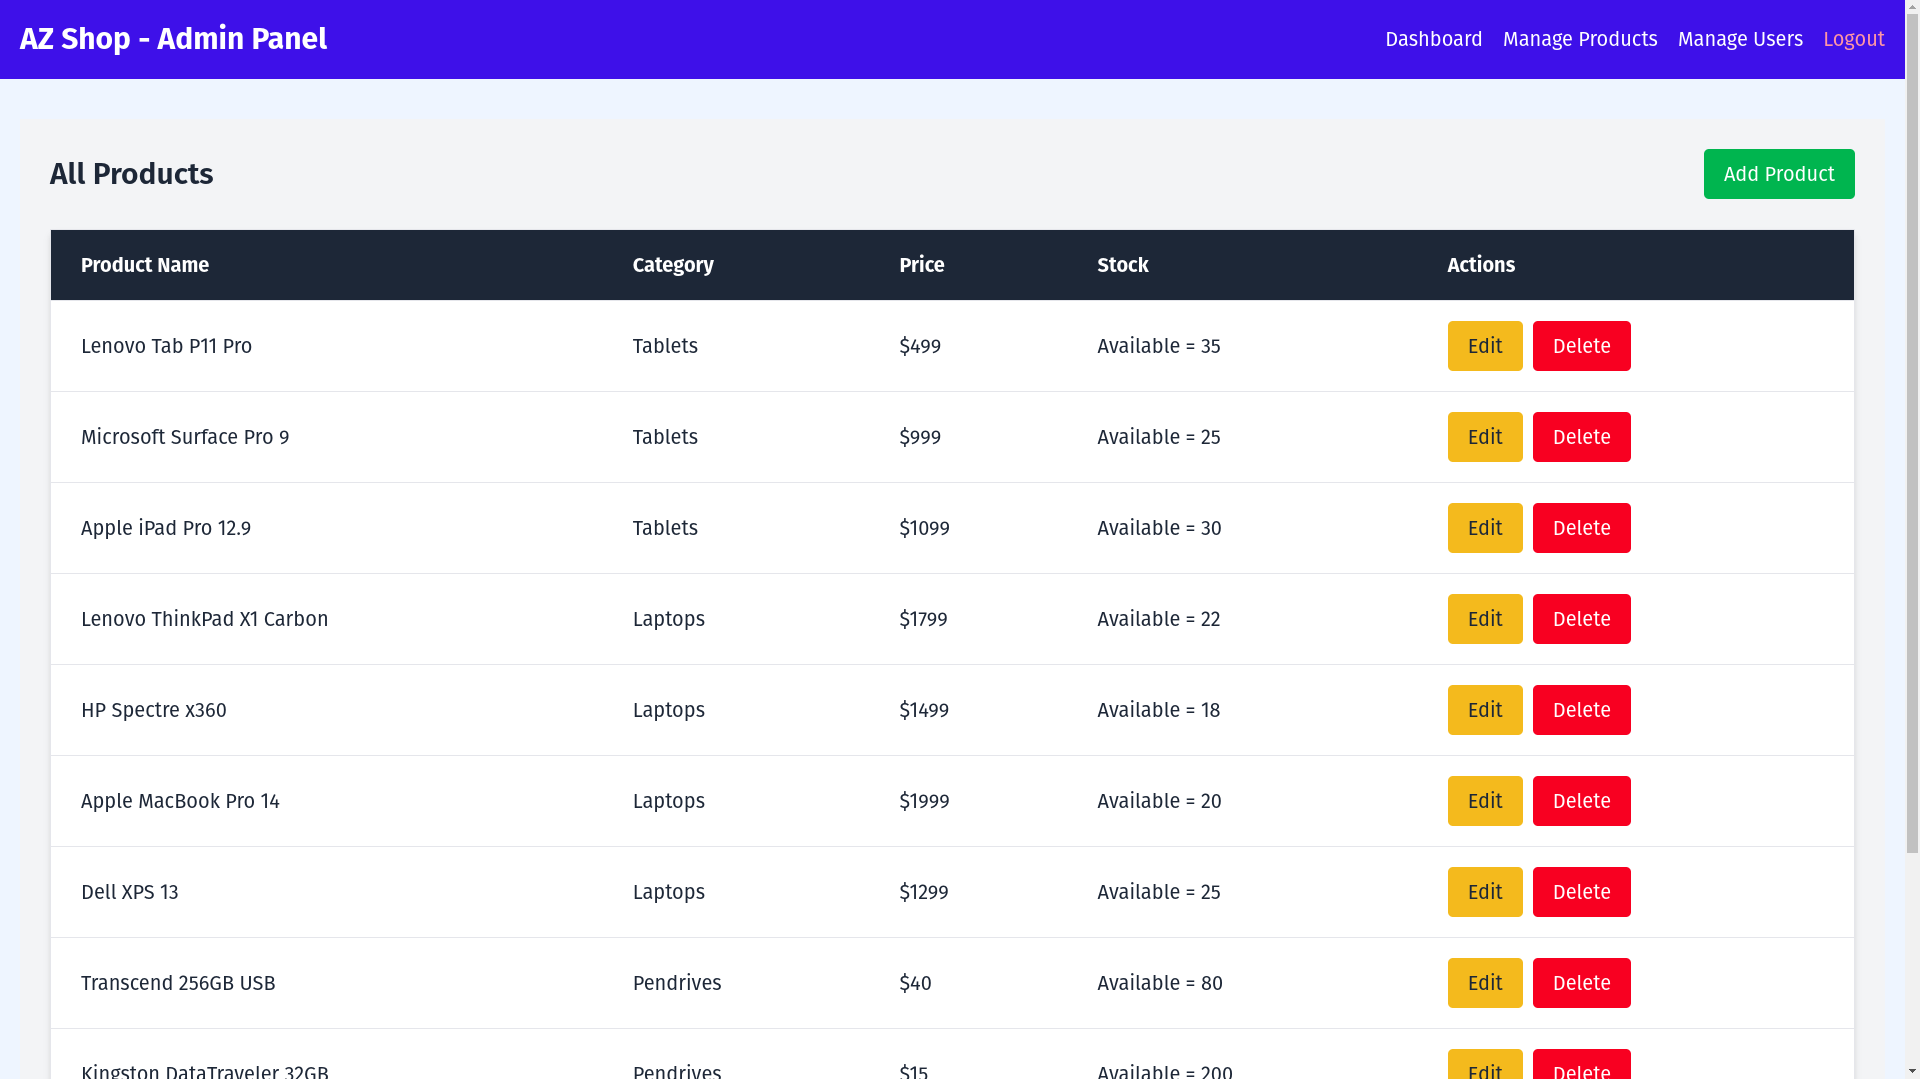 AZ Shop - Admin Panel Dashboard Manage Products Manage Users Logout
All Products Add Product
Product Name Category Price Stock Actions
Lenovo Tab P11 Pro Tablets $499 Available = 35 Edit Delete
Microsoft Surface Pro 9 Tablets $999 Available = 25 Edit Delete
Apple iPad Pro 12.9 Tablets $1099 Available = 30 Edit Delete
Lenovo ThinkPad X1 Carbon Laptops $1799 Available = 22 Edit Delete
HP Spectre x360 Laptops $1499 Available = 18 Edit Delete
Apple MacBook Pro 14 Laptops $1999 Available = 20 Edit Delete
Dell XPS 13 Laptops $1299 Available = 25 Edit Delete
Transcend 256GB USB Pendrives $40 Available = 80 Edit Delete
Kingston DataTraveler 32GB Pendrives $15 Available = 200 Edit Delete